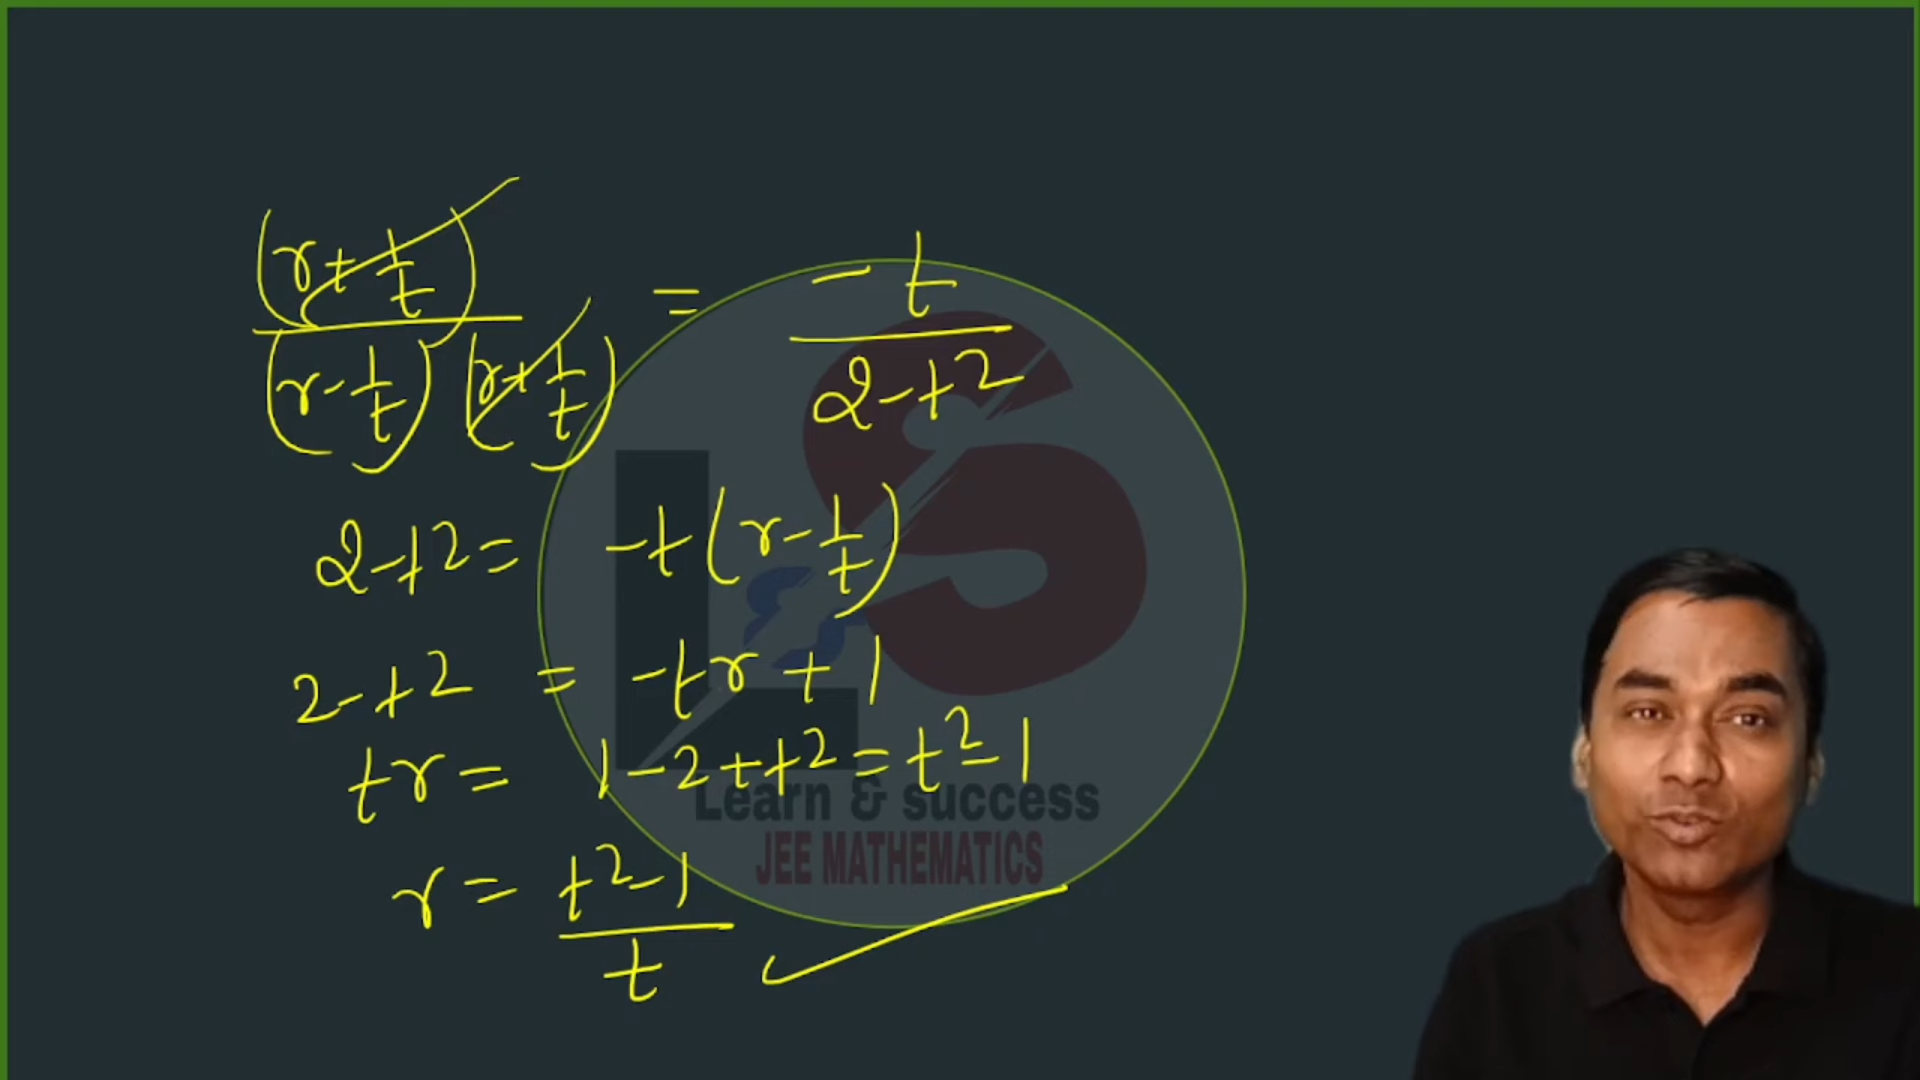 (r + 1/t) / (r - 1/t)(r + 1/t) = -t / 2-t2
2-t2 = -t(r - 1/t)
2-t2 = -tr + 1
tr = 1-2+t2 = t2-1
r = t2-1 / t
LS
Learn & success
JEE MATHEMATICS